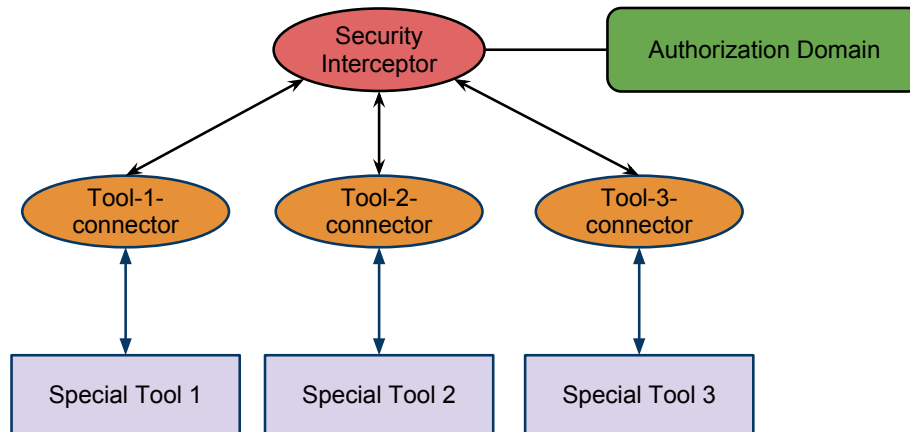 Security
Interceptor
Authorization Domain
Tool-1-
connector
Tool-2-
connector
Tool-3-
connector
Special Tool 1
Special Tool 2
Special Tool 3